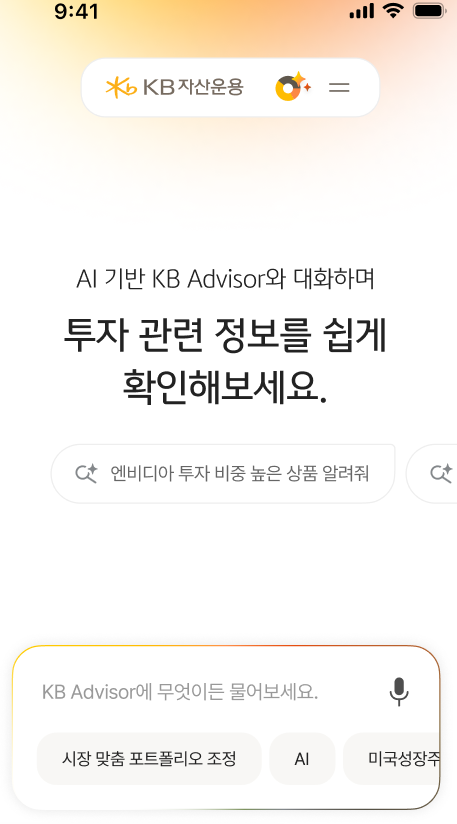 9:41
KB 자산운용
AI 기반 KB Advisor와 대화하며
투자 관련 정보를 쉽게
확인해보세요.
엔비디아 투자 비중 높은 상품 알려줘
KB Advisor에 무엇이든 물어보세요.
시장 맞춤 포트폴리오 조정 AI 미국성장주